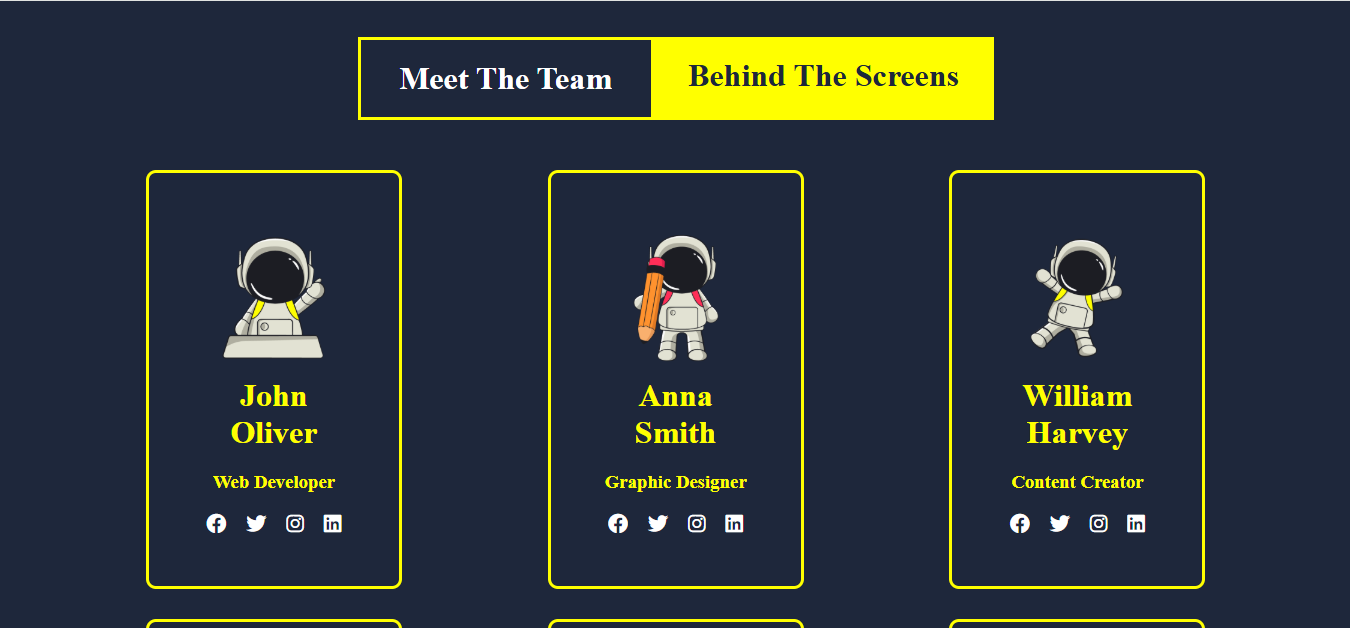 Meet The Team
Behind The Screens
John
Oliver
Web Developer
Anna
Smith
Graphic Designer
William
Harvey
Content Creator